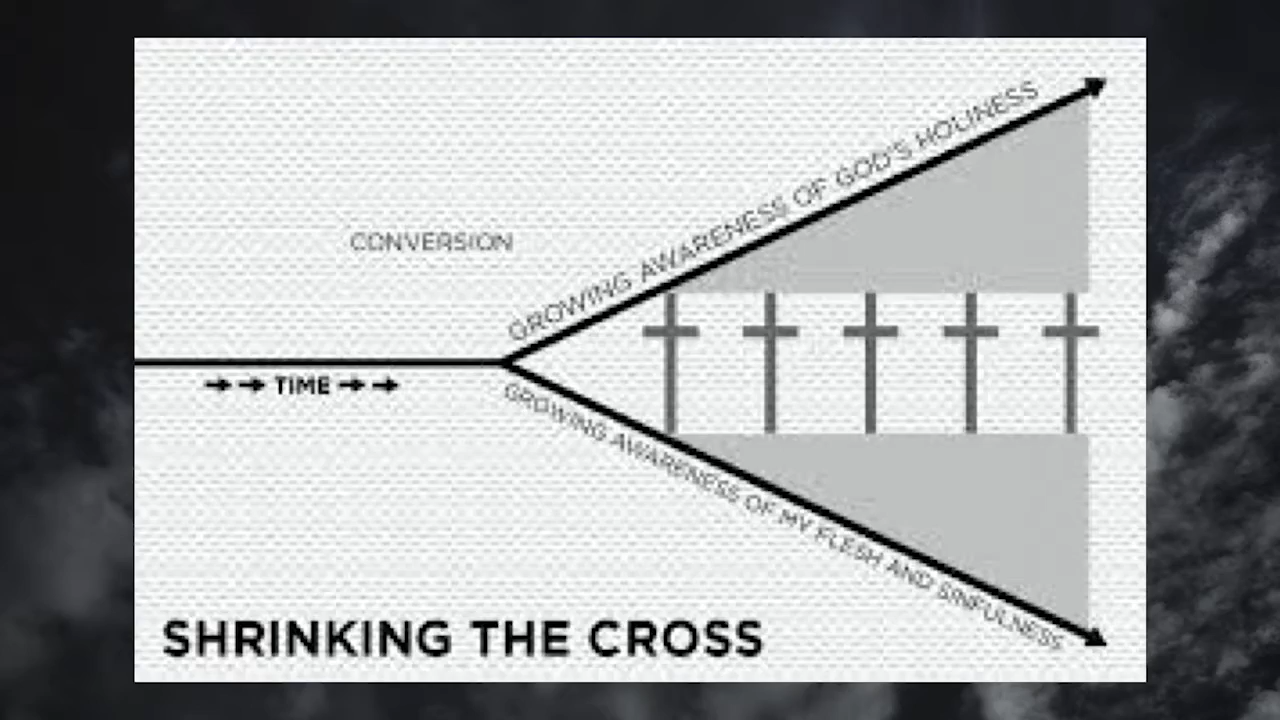 GROWING AWARENESS OF GOD'S HOLINESS
CONVERSION
TIME
GROWING AWARENESS OF MY FLESH AND SINFULNESS
SHRINKING THE CROSS